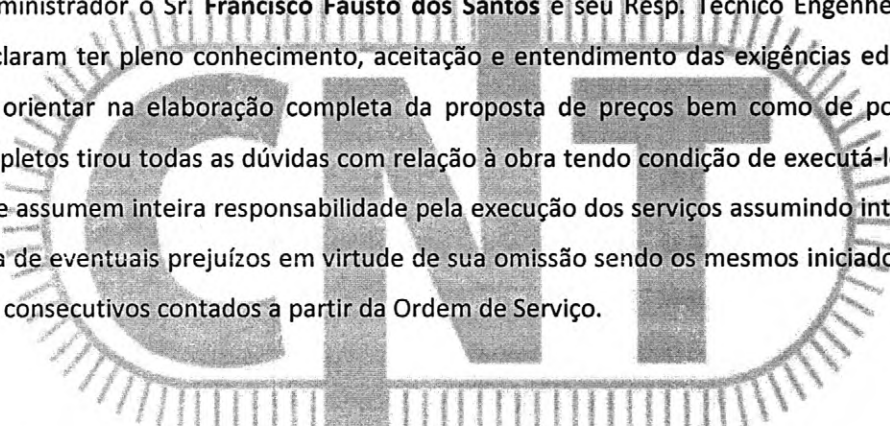 ministrador o Sr. Francisco Fausto dos Santos e seu Resp. Técnico Engenhe
claram ter pleno conhecimento, aceitação e entendimento das exigências ed
orientar na elaboração completa da proposta de preços bem como de po
pletos tirou todas as dúvidas com relação à obra tendo condição de executá-l
e assumem inteira responsabilidade pela execução dos serviços assumindo int
a de eventuais prejuízos em virtude de sua omissão sendo os mesmos iniciado
consecutivos contados a partir da Ordem de Serviço.
CNT